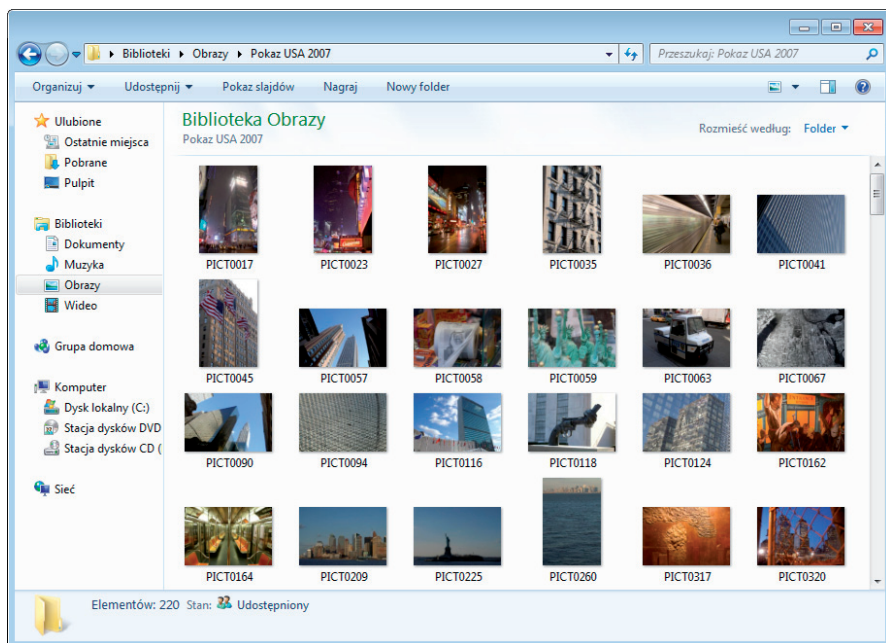 Biblioteki Obrazy Pokaz USA 2007 Przeszukaj: Pokaz USA 2007
Organizuj Udostępnij Pokaz slajdów Nagraj Nowy folder
Ulubione
Ostatnie miejsca
Pobrane
Pulpit
Biblioteki
Dokumenty
Muzyka
Obrazy
Wideo
Grupa domowa
Komputer
Dysk lokalny (C:)
Stacja dysków DVD
Stacja dysków CD (
Sieć
Biblioteka Obrazy
Pokaz USA 2007
Rozmieść według: Folder
PICT0017 PICT0023 PICT0027 PICT0035 PICT0036 PICT0041
PICT0045 PICT0057 PICT0058 PICT0059 PICT0063 PICT0067
PICT0090 PICT0094 PICT0116 PICT0118 PICT0124 PICT0162
PICT0164 PICT0209 PICT0225 PICT0260 PICT0317 PICT0320
Elementów: 220 Stan: Udostępniony